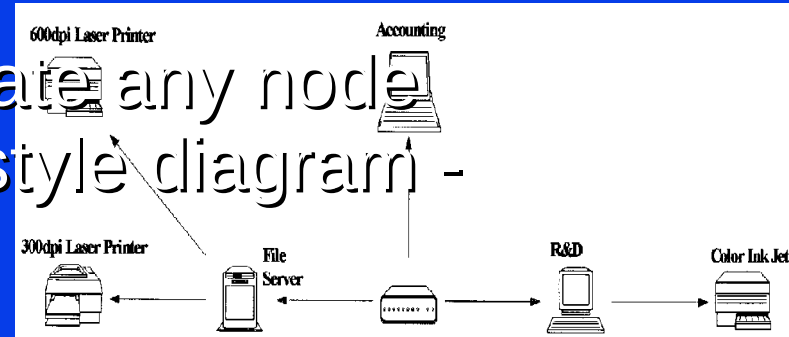 600dpi Laser Printer
Accounting
ate any node
style diagram -
300dpi Laser Printer
File
Server
R&D
Color Ink Jet